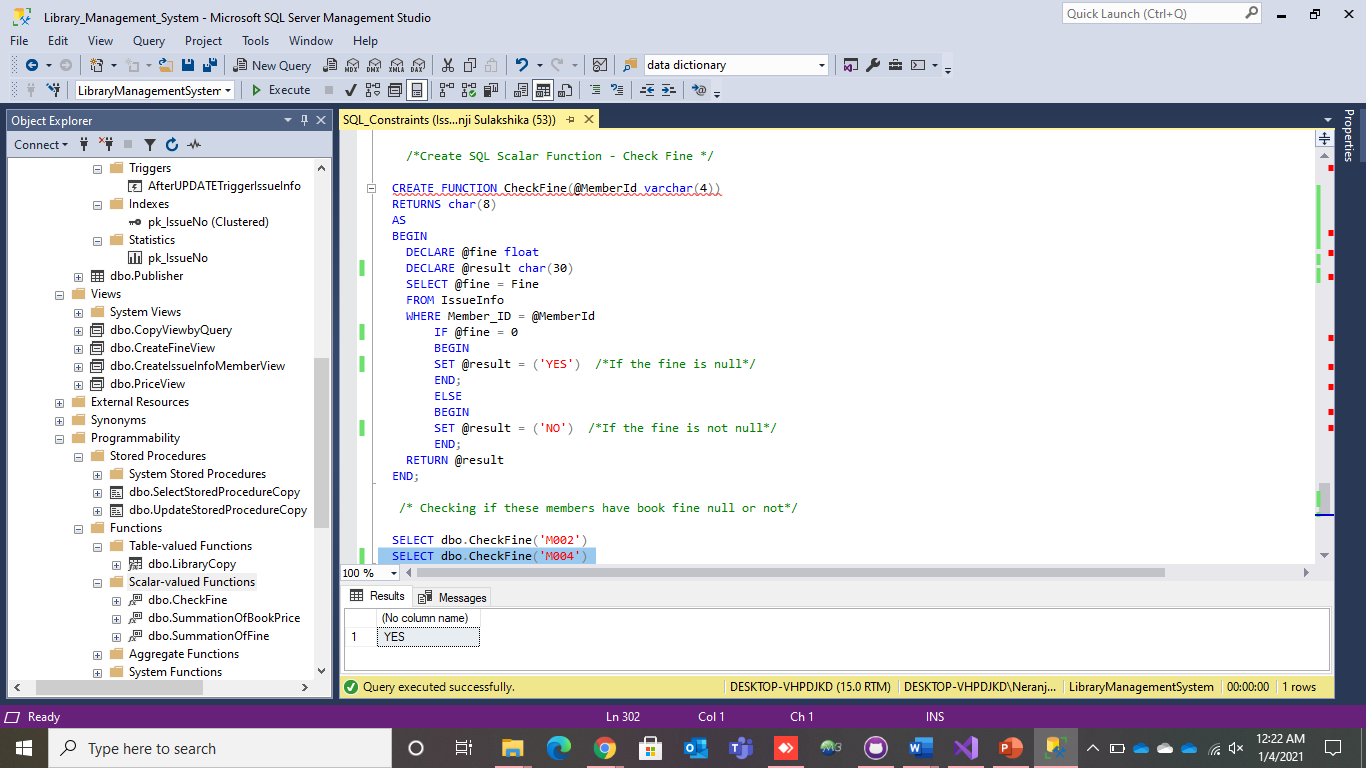 Library_Management_System - Microsoft SQL Server Management Studio
Quick Launch (Ctrl+Q)
File Edit View Query Project Tools Window Help
New Query MDX DMX XMLA DAX data dictionary
LibraryManagementSystem Execute
Object Explorer
Connect
Triggers
AfterUPDATETriggerIssueInfo
Indexes
pk_IssueNo (Clustered)
Statistics
pk_IssueNo
dbo.Publisher
Views
System Views
dbo.CopyViewbyQuery
dbo.CreateFineView
dbo.CreateIssueInfoMemberView
dbo.PriceView
External Resources
Synonyms
Programmability
Stored Procedures
System Stored Procedures
dbo.SelectStoredProcedureCopy
dbo.UpdateStoredProcedureCopy
Functions
Table-valued Functions
dbo.LibraryCopy
Scalar-valued Functions
dbo.CheckFine
dbo.SummationOfBookPrice
dbo.SummationOfFine
Aggregate Functions
System Functions
SQL_Constraints (Iss...nji Sulakshika (53))
/*Create SQL Scalar Function - Check Fine */
CREATE FUNCTION CheckFine(@MemberId varchar(4))
RETURNS char(8)
AS
BEGIN
DECLARE @fine float
DECLARE @result char(30)
SELECT @fine = Fine
FROM IssueInfo
WHERE Member_ID = @MemberId
IF @fine = 0
BEGIN
SET @result = ('YES') /*If the fine is null*/
END;
ELSE
BEGIN
SET @result = ('NO') /*If the fine is not null*/
END;
RETURN @result
END;
/* Checking if these members have book fine null or not*/
SELECT dbo.CheckFine('M002')
SELECT dbo.CheckFine('M004')
100 %
Results Messages
(No column name)
1 YES
Query executed successfully. DESKTOP-VHPDJKD (15.0 RTM) DESKTOP-VHPDJKD\Neranj... LibraryManagementSystem 00:00:00 1 rows
Properties
Ready Ln 302 Col 1 Ch 1 INS
Type here to search
12:22 AM
1/4/2021